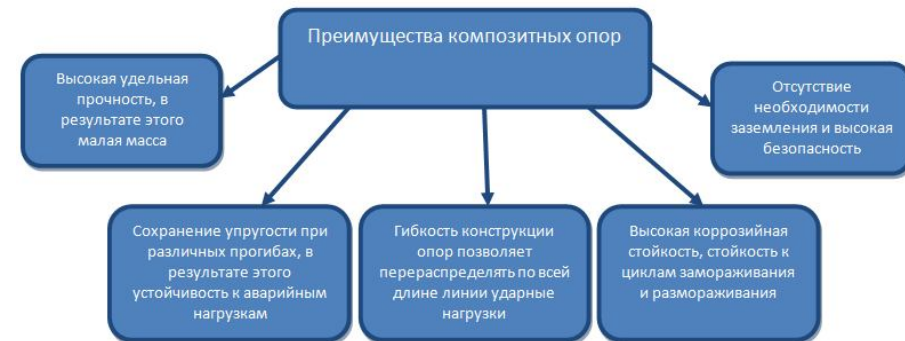 Преимущества композитных опор
Высокая удельная
прочность, в
результате этого
малая масса
Отсутствие
необходимости
заземления и высокая
безопасность
Сохранение упругости при
различных прогибах, в
результате этого
устойчивость к аварийным
нагрузкам
Гибкость конструкции
опор позволяет
перераспределять по всей
длине линии ударные
нагрузки
Высокая коррозийная
стойкость, стойкость к
циклам замораживания
и размораживания